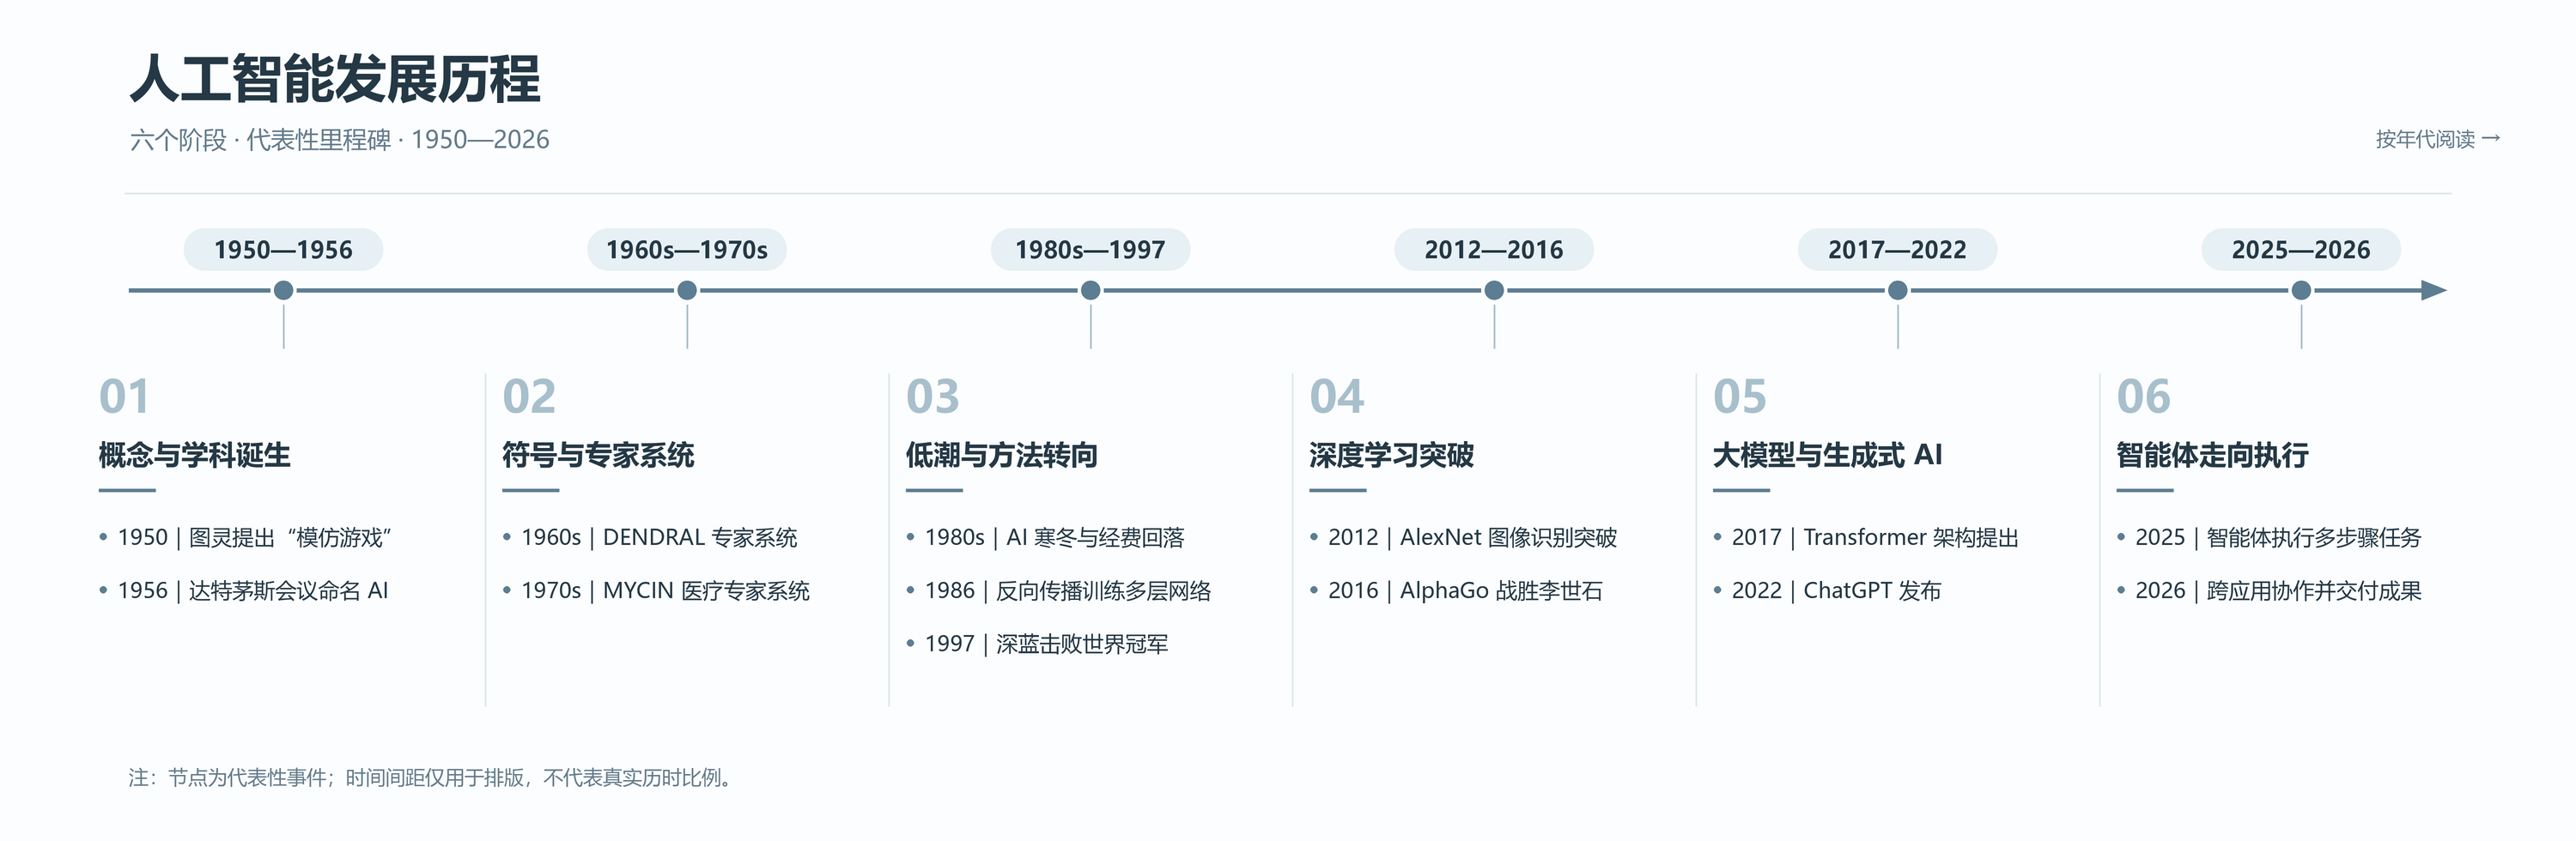 人工智能发展历程
六个阶段 · 代表性里程碑 · 1950—2026
按年代阅读 →
1950—1956
1960s—1970s
1980s—1997
2012—2016
2017—2022
2025—2026
01
概念与学科诞生
• 1950 | 图灵提出“模仿游戏”
• 1956 | 达特茅斯会议命名 AI
02
符号与专家系统
• 1960s | DENDRAL 专家系统
• 1970s | MYCIN 医疗专家系统
03
低潮与方法转向
• 1980s | AI 寒冬与经费回落
• 1986 | 反向传播训练多层网络
• 1997 | 深蓝击败世界冠军
04
深度学习突破
• 2012 | AlexNet 图像识别突破
• 2016 | AlphaGo 战胜李世石
05
大模型与生成式 AI
• 2017 | Transformer 架构提出
• 2022 | ChatGPT 发布
06
智能体走向执行
• 2025 | 智能体执行多步骤任务
• 2026 | 跨应用协作并交付成果
注：节点为代表性事件；时间间距仅用于排版，不代表真实历时比例。